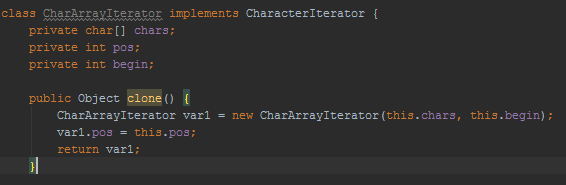 class CharArrayIterator implements CharacterIterator {
    private char[] chars;
    private int pos;
    private int begin;

    public Object clone() {
        CharArrayIterator var1 = new CharArrayIterator(this.chars, this.begin);
        var1.pos = this.pos;
        return var1;
    }